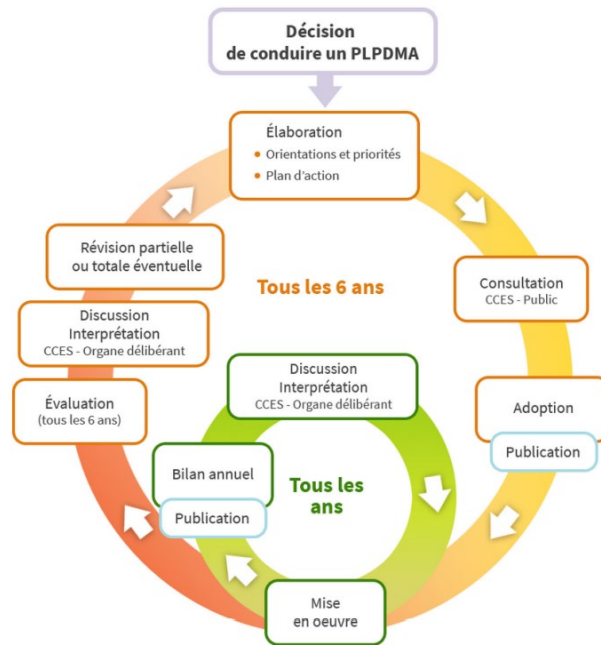 Décision
de conduire un PLPDMA
Élaboration
• Orientations et priorités
• Plan d'action
Révision partielle
ou totale éventuelle
Tous les 6 ans
Consultation
CCES - Public
Discussion
Interprétation
CCES - Organe délibérant
Discussion
Interprétation
CCES - Organe délibérant
Évaluation
(tous les 6 ans)
Adoption
Publication
Bilan annuel
Publication
Tous les
ans
Mise
en oeuvre